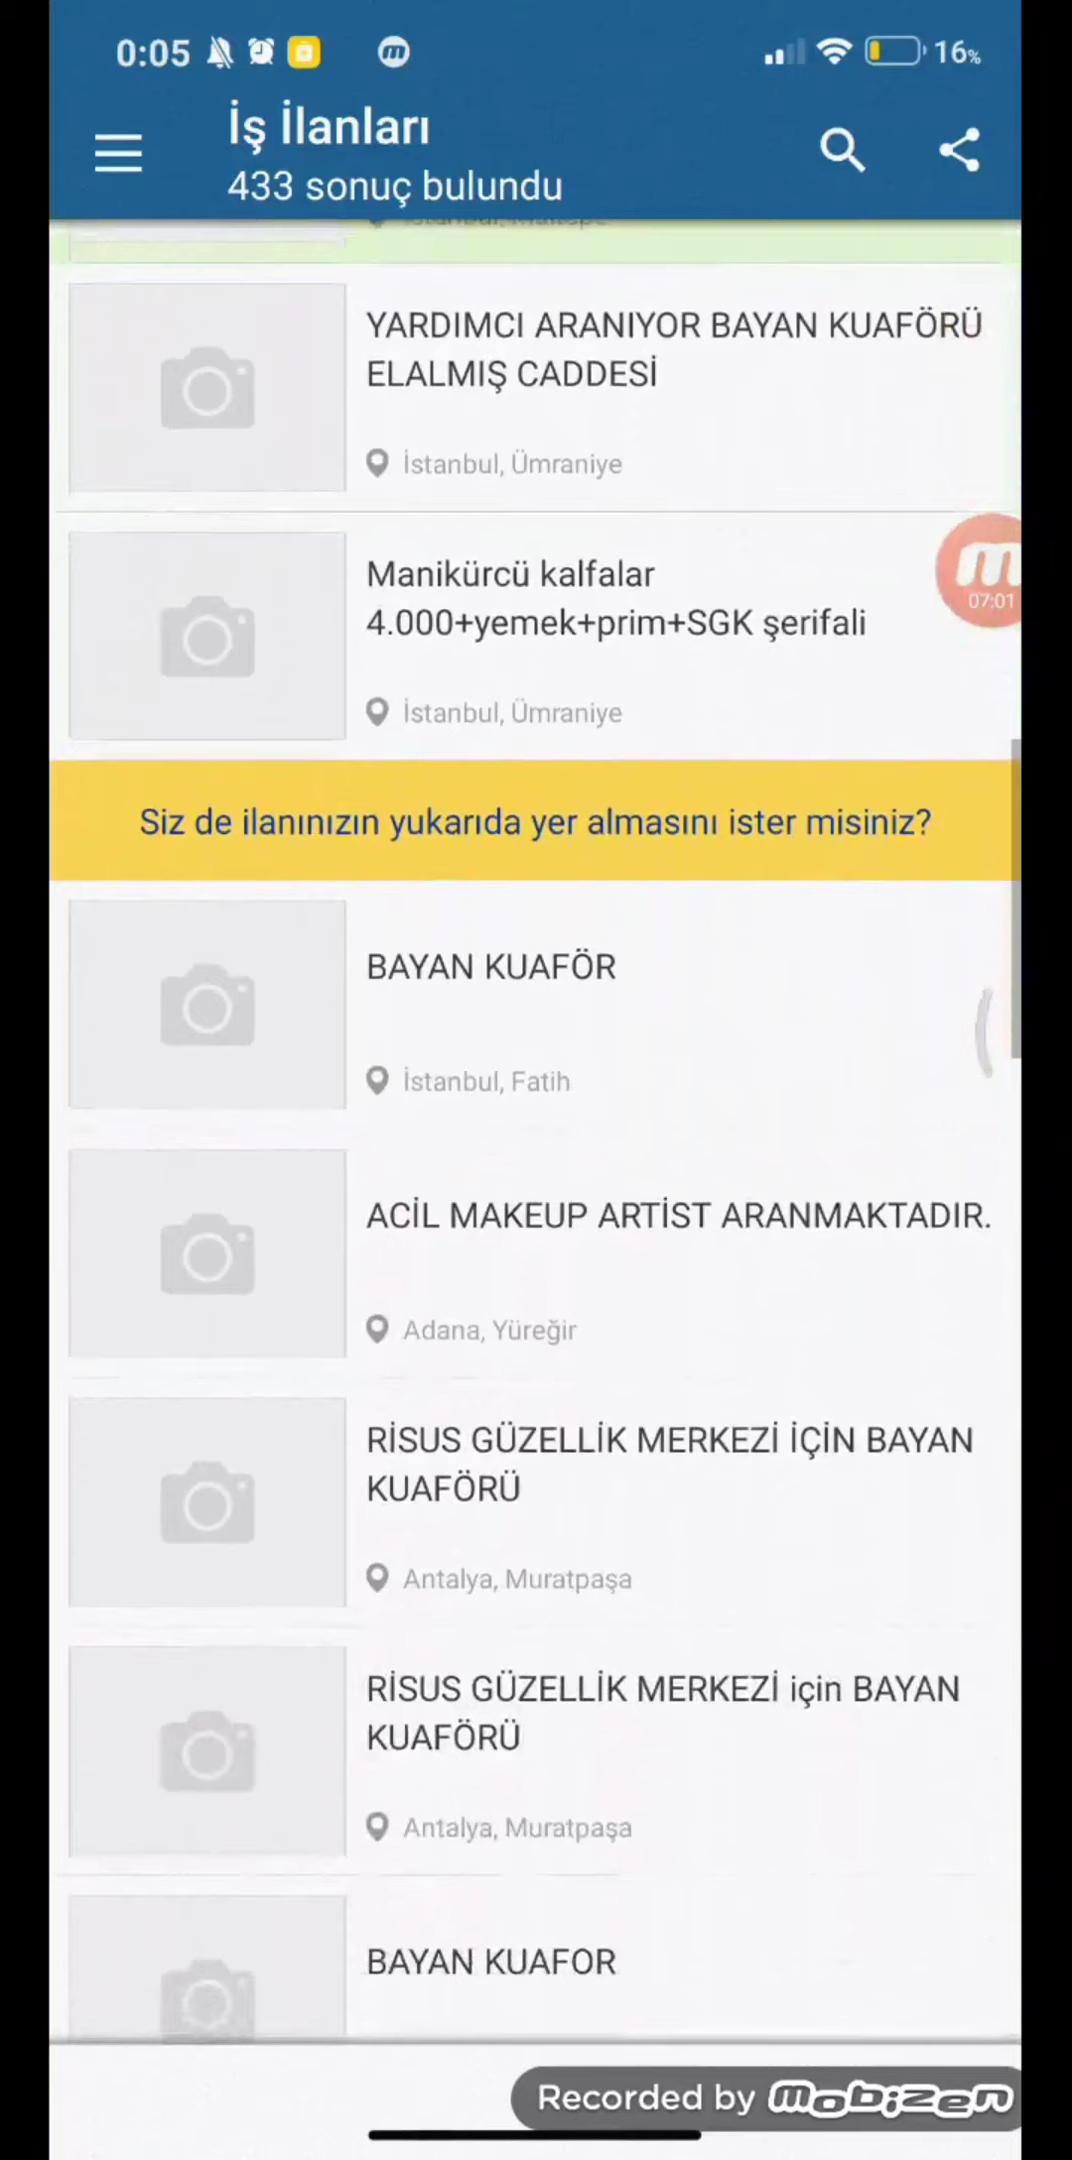 0:05
16%
İş İlanları
433 sonuç bulundu
YARDIMCI ARANIYOR BAYAN KUAFÖRÜ
ELALMIŞ CADDESİ
İstanbul, Ümraniye
Manikürcü kalfalar
4.000+yemek+prim+SGK şerifali
İstanbul, Ümraniye
07:01
Siz de ilanınızın yukarıda yer almasını ister misiniz?
BAYAN KUAFÖR
İstanbul, Fatih
ACİL MAKEUP ARTİST ARANMAKTADIR.
Adana, Yüreğir
RİSUS GÜZELLİK MERKEZİ İÇİN BAYAN
KUAFÖRÜ
Antalya, Muratpaşa
RİSUS GÜZELLİK MERKEZİ için BAYAN
KUAFÖRÜ
Antalya, Muratpaşa
BAYAN KUAFOR
Recorded by mobizen